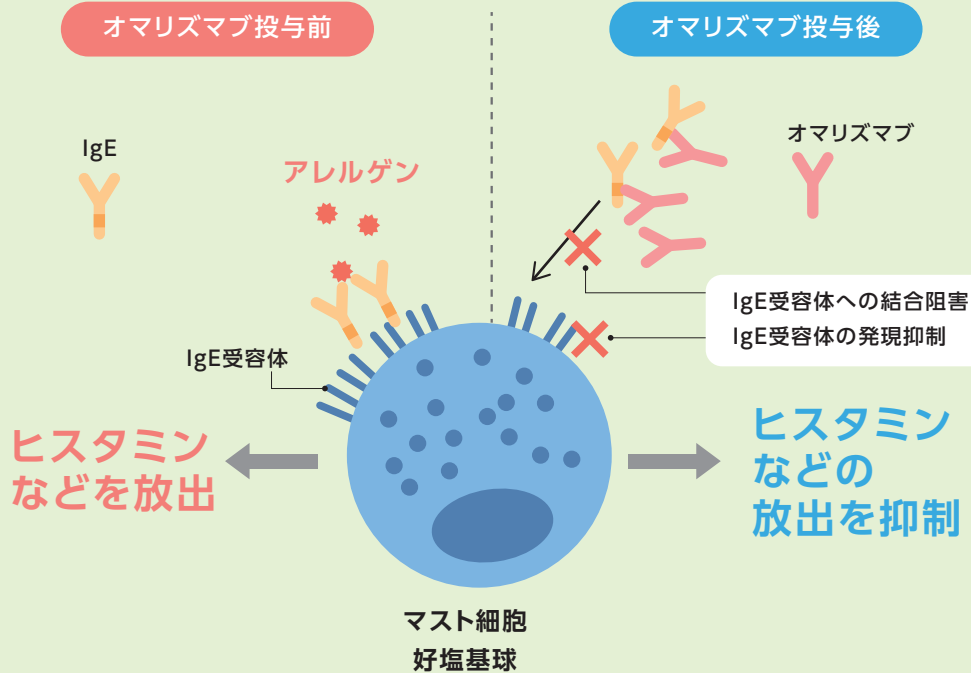 オマリズマブ投与前
オマリズマブ投与後
IgE
アレルゲン
オマリズマブ
IgE受容体への結合阻害
IgE受容体の発現抑制
IgE受容体
ヒスタミン
などを放出
ヒスタミン
などの
放出を抑制
マスト細胞
好塩基球